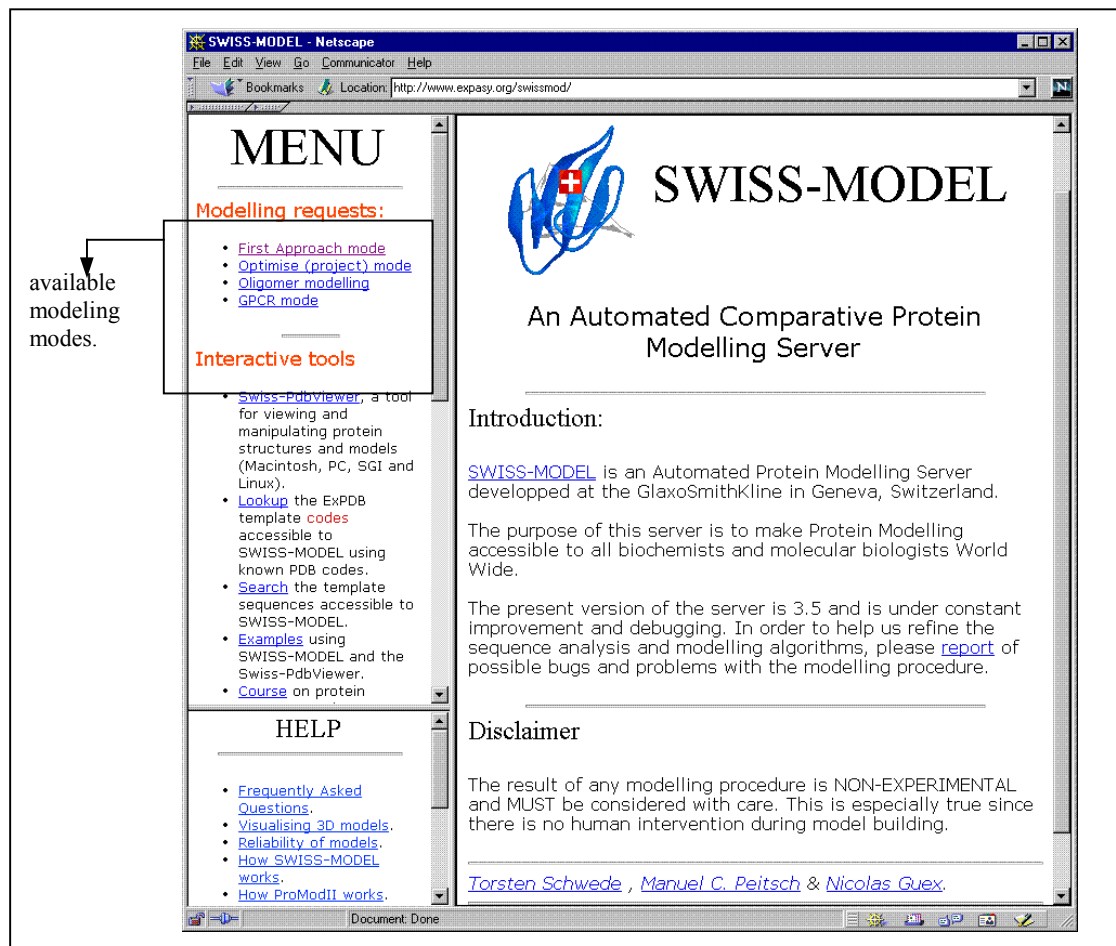 SWISS-MODEL - Netscape
File Edit View Go Communicator Help
Bookmarks Location: http://www.expasy.org/swissmod/
N
MENU
Modelling requests:
• First Approach mode
• Optimise (project) mode
• Oligomer modelling
• GPCR mode
available
modeling
modes.
Interactive tools
• Swiss-PdbViewer, a tool
for viewing and
manipulating protein
structures and models
(Macintosh, PC, SGI and
Linux).
• Lookup the ExPDB
template codes
accessible to
SWISS-MODEL using
known PDB codes.
• Search the template
sequences accessible to
SWISS-MODEL.
• Examples using
SWISS-MODEL and the
Swiss-PdbViewer.
• Course on protein
HELP
• Frequently Asked
Questions.
• Visualising 3D models.
• Reliability of models.
• How SWISS-MODEL
works.
• How ProModII works.
SWISS-MODEL
An Automated Comparative Protein
Modelling Server
Introduction:
SWISS-MODEL is an Automated Protein Modelling Server
developped at the GlaxoSmithKline in Geneva, Switzerland.
The purpose of this server is to make Protein Modelling
accessible to all biochemists and molecular biologists World
Wide.
The present version of the server is 3.5 and is under constant
improvement and debugging. In order to help us refine the
sequence analysis and modelling algorithms, please report of
possible bugs and problems with the modelling procedure.
Disclaimer
The result of any modelling procedure is NON-EXPERIMENTAL
and MUST be considered with care. This is especially true since
there is no human intervention during model building.
Torsten Schwede , Manuel C. Peitsch & Nicolas Guex.
Document: Done